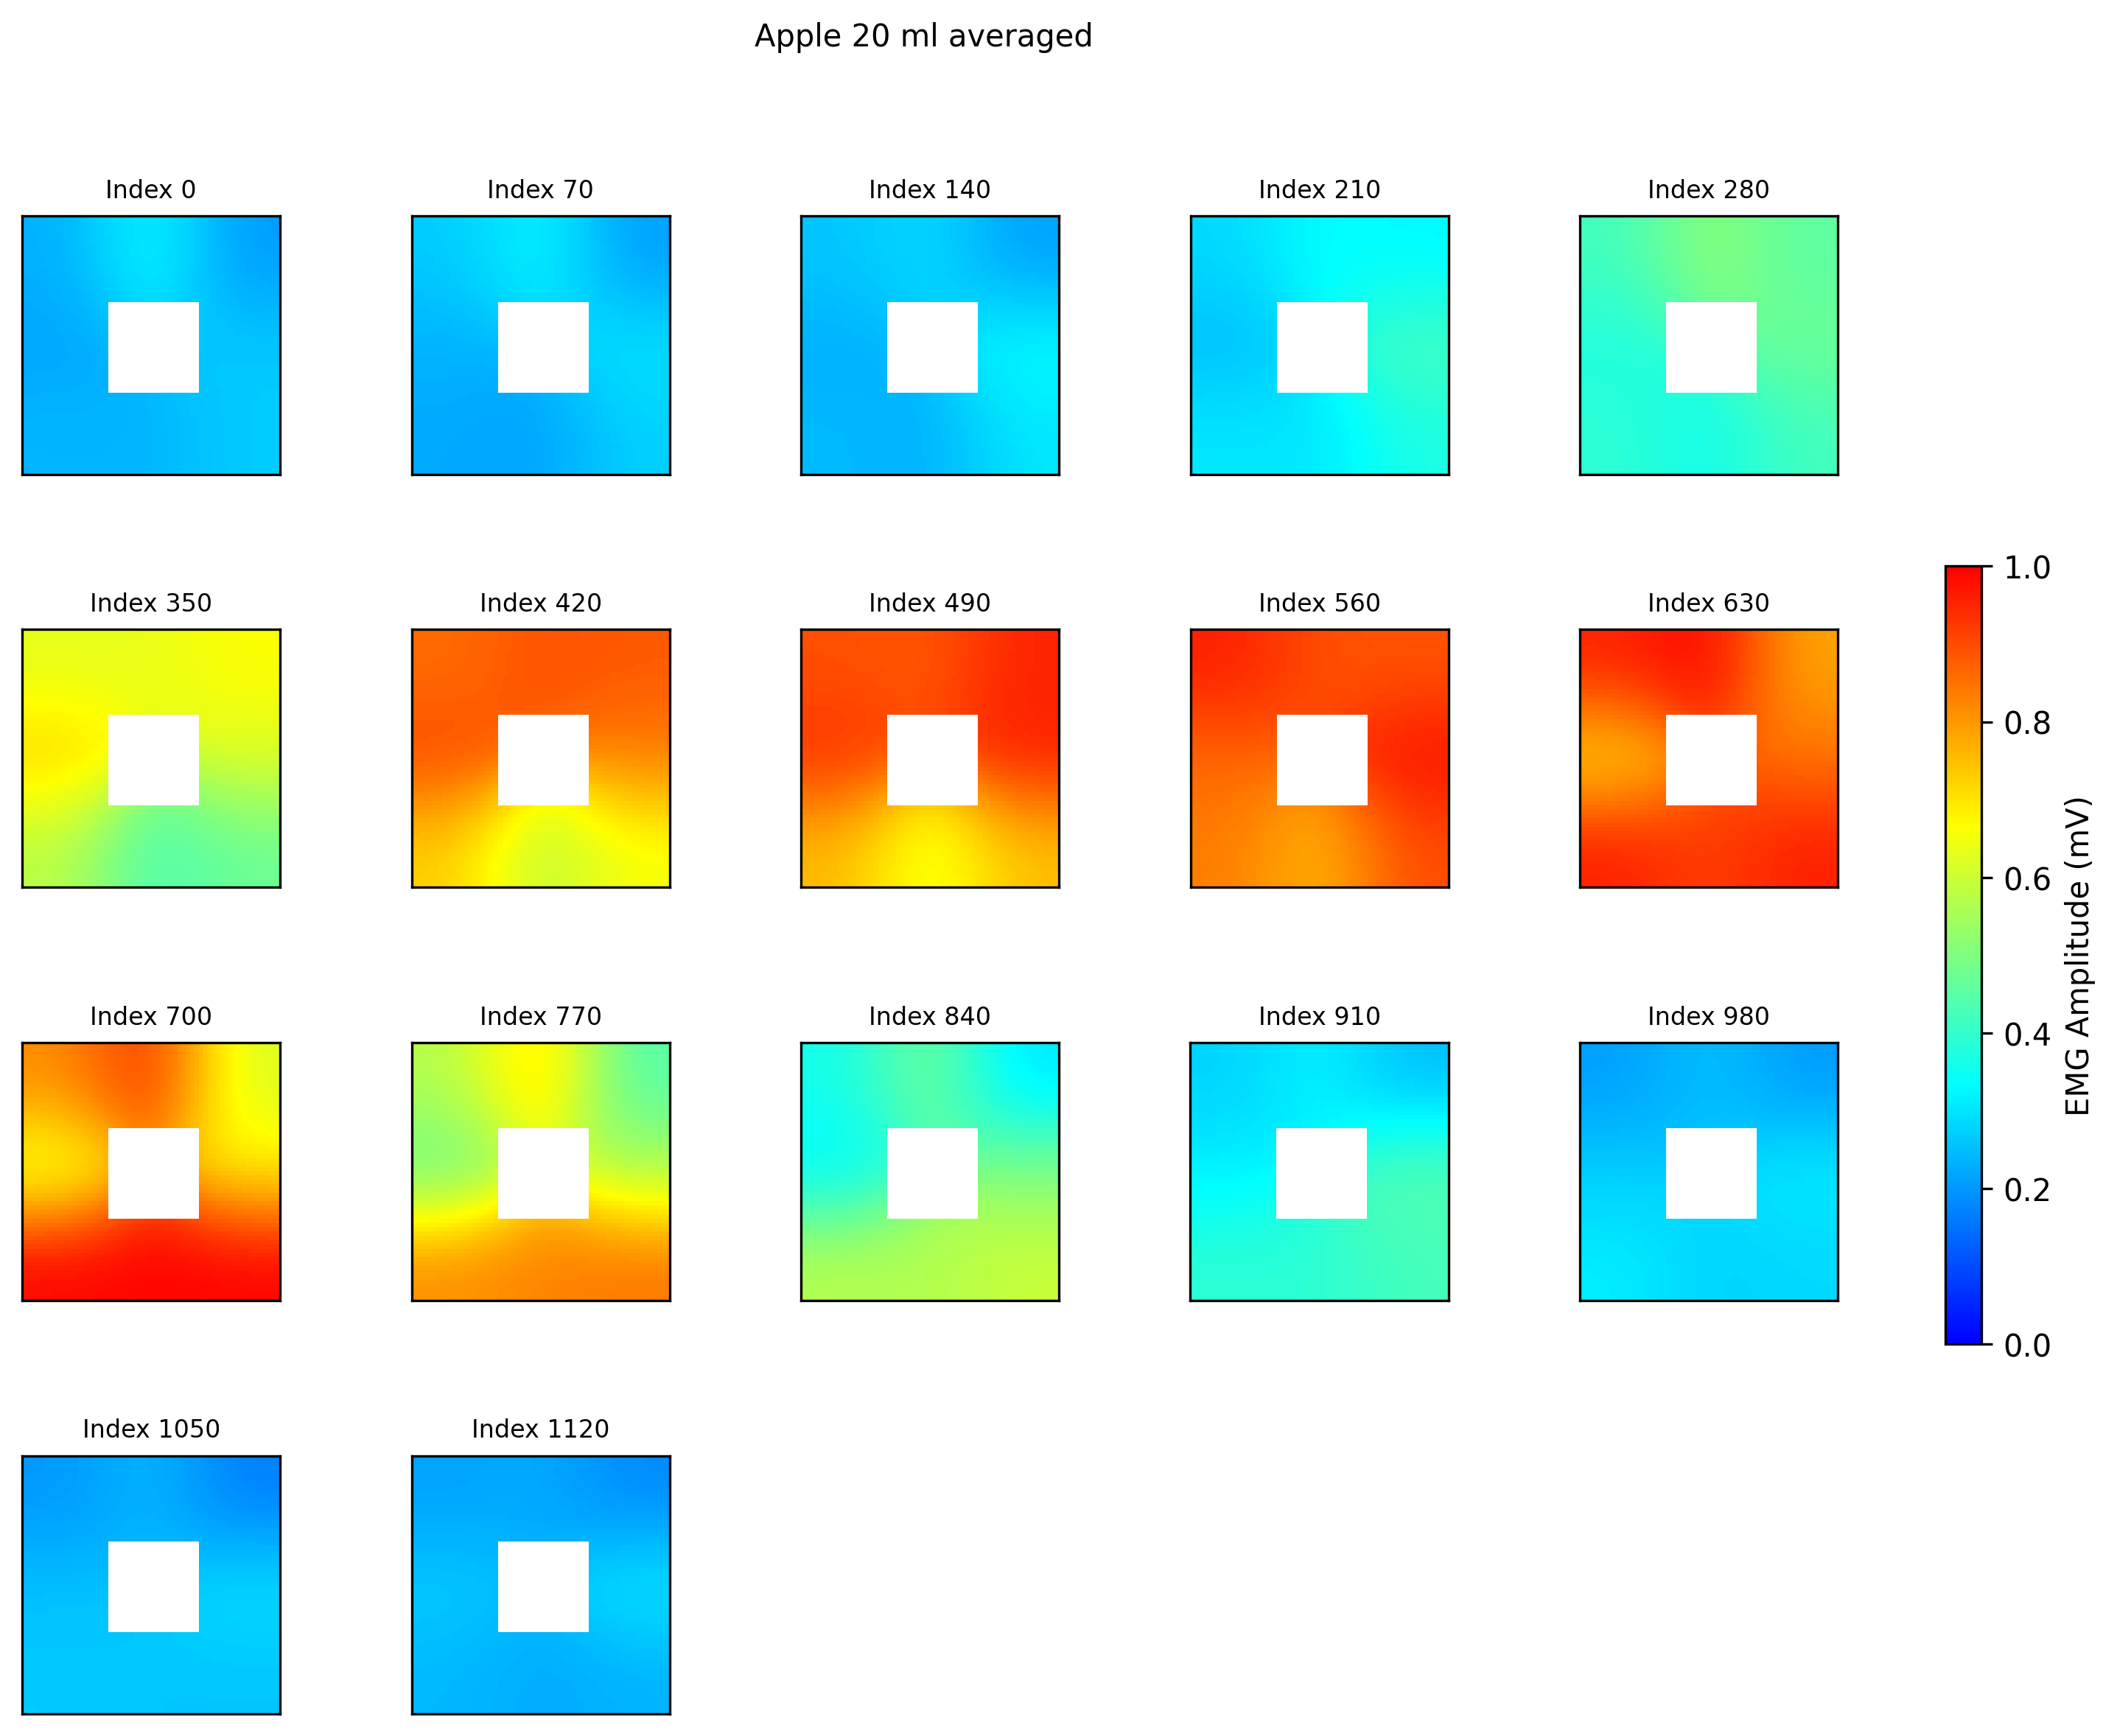 Apple 20 ml averaged
Index 0
Index 70
Index 140
Index 210
Index 280
Index 350
Index 420
Index 490
Index 560
Index 630
Index 700
Index 770
Index 840
Index 910
Index 980
Index 1050
Index 1120
1.0
0.8
0.6
0.4
0.2
0.0
EMG Amplitude (mV)